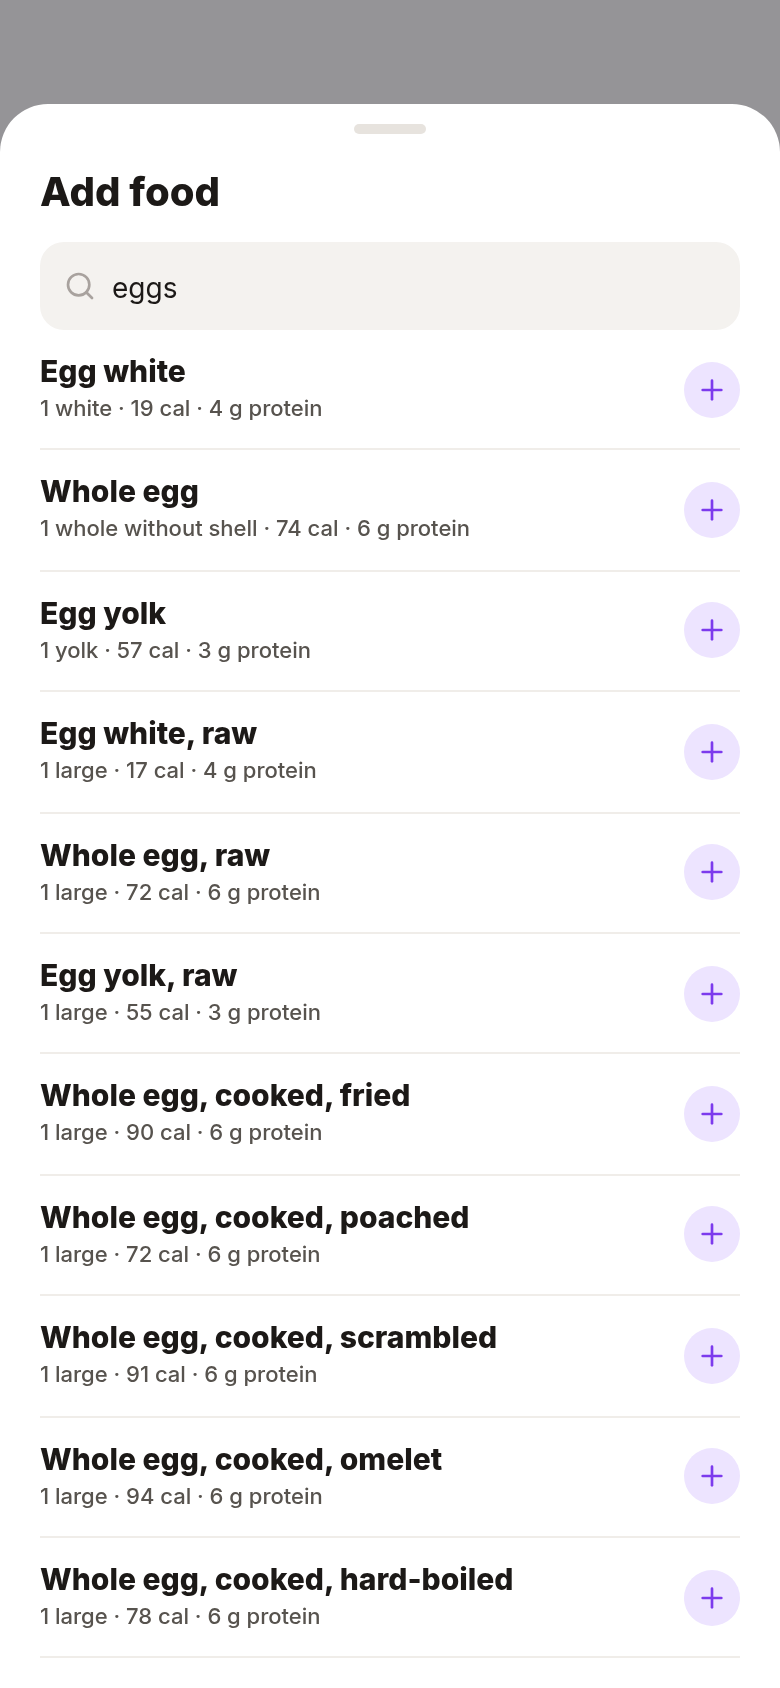 Add food
eggs
Egg white
1 white · 19 cal · 4 g protein
Whole egg
1 whole without shell · 74 cal · 6 g protein
Egg yolk
1 yolk · 57 cal · 3 g protein
Egg white, raw
1 large · 17 cal · 4 g protein
Whole egg, raw
1 large · 72 cal · 6 g protein
Egg yolk, raw
1 large · 55 cal · 3 g protein
Whole egg, cooked, fried
1 large · 90 cal · 6 g protein
Whole egg, cooked, poached
1 large · 72 cal · 6 g protein
Whole egg, cooked, scrambled
1 large · 91 cal · 6 g protein
Whole egg, cooked, omelet
1 large · 94 cal · 6 g protein
Whole egg, cooked, hard-boiled
1 large · 78 cal · 6 g protein